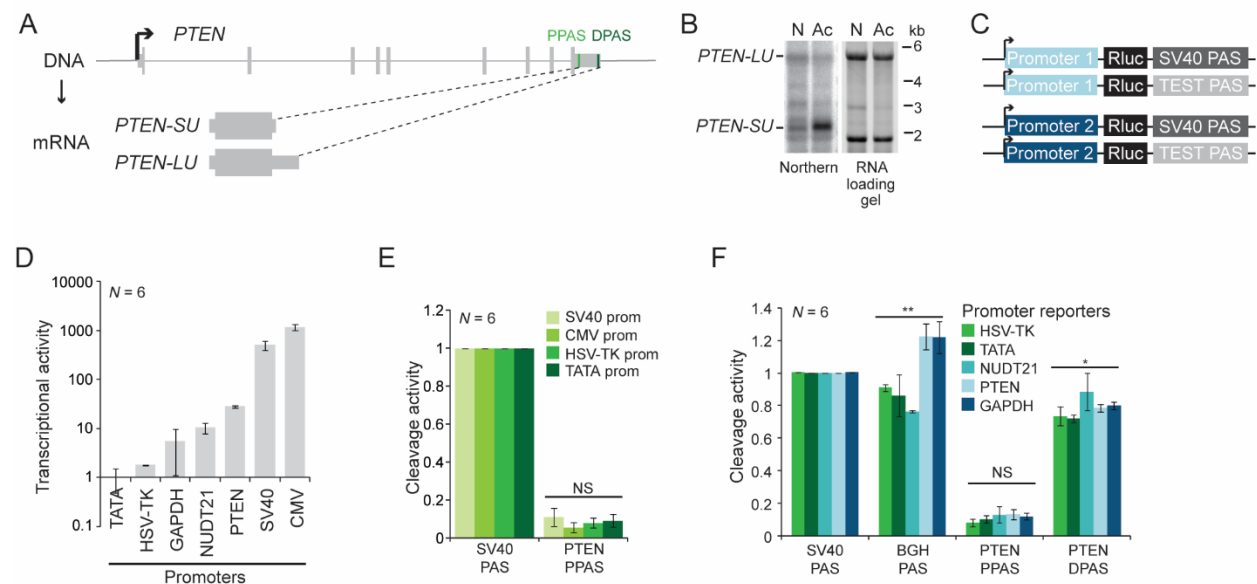 A
PTEN
PPAS DPAS
DNA
mRNA
PTEN-SU
PTEN-LU
B
N Ac N Ac kb
PTEN-LU
PTEN-SU
6
4
3
2
Northern
RNA
loading
gel
C
Promoter 1 Rluc SV40 PAS
Promoter 1 Rluc TEST PAS
Promoter 2 Rluc SV40 PAS
Promoter 2 Rluc TEST PAS
D
N = 6
Transcriptional activity
10000
1000
100
10
1
0.1
TATA
HSV-TK
GAPDH
NUDT21
PTEN
SV40
CMV
Promoters
E
N = 6
Cleavage activity
1.2
1
0.8
0.6
0.4
0.2
0
SV40 prom
CMV prom
HSV-TK prom
TATA prom
NS
SV40
PAS
PTEN
PPAS
F
N = 6
Cleavage activity
1.4
1.2
1
0.8
0.6
0.4
0.2
0
**
NS
*
Promoter reporters
HSV-TK
TATA
NUDT21
PTEN
GAPDH
SV40
PAS
BGH
PAS
PTEN
PPAS
PTEN
DPAS